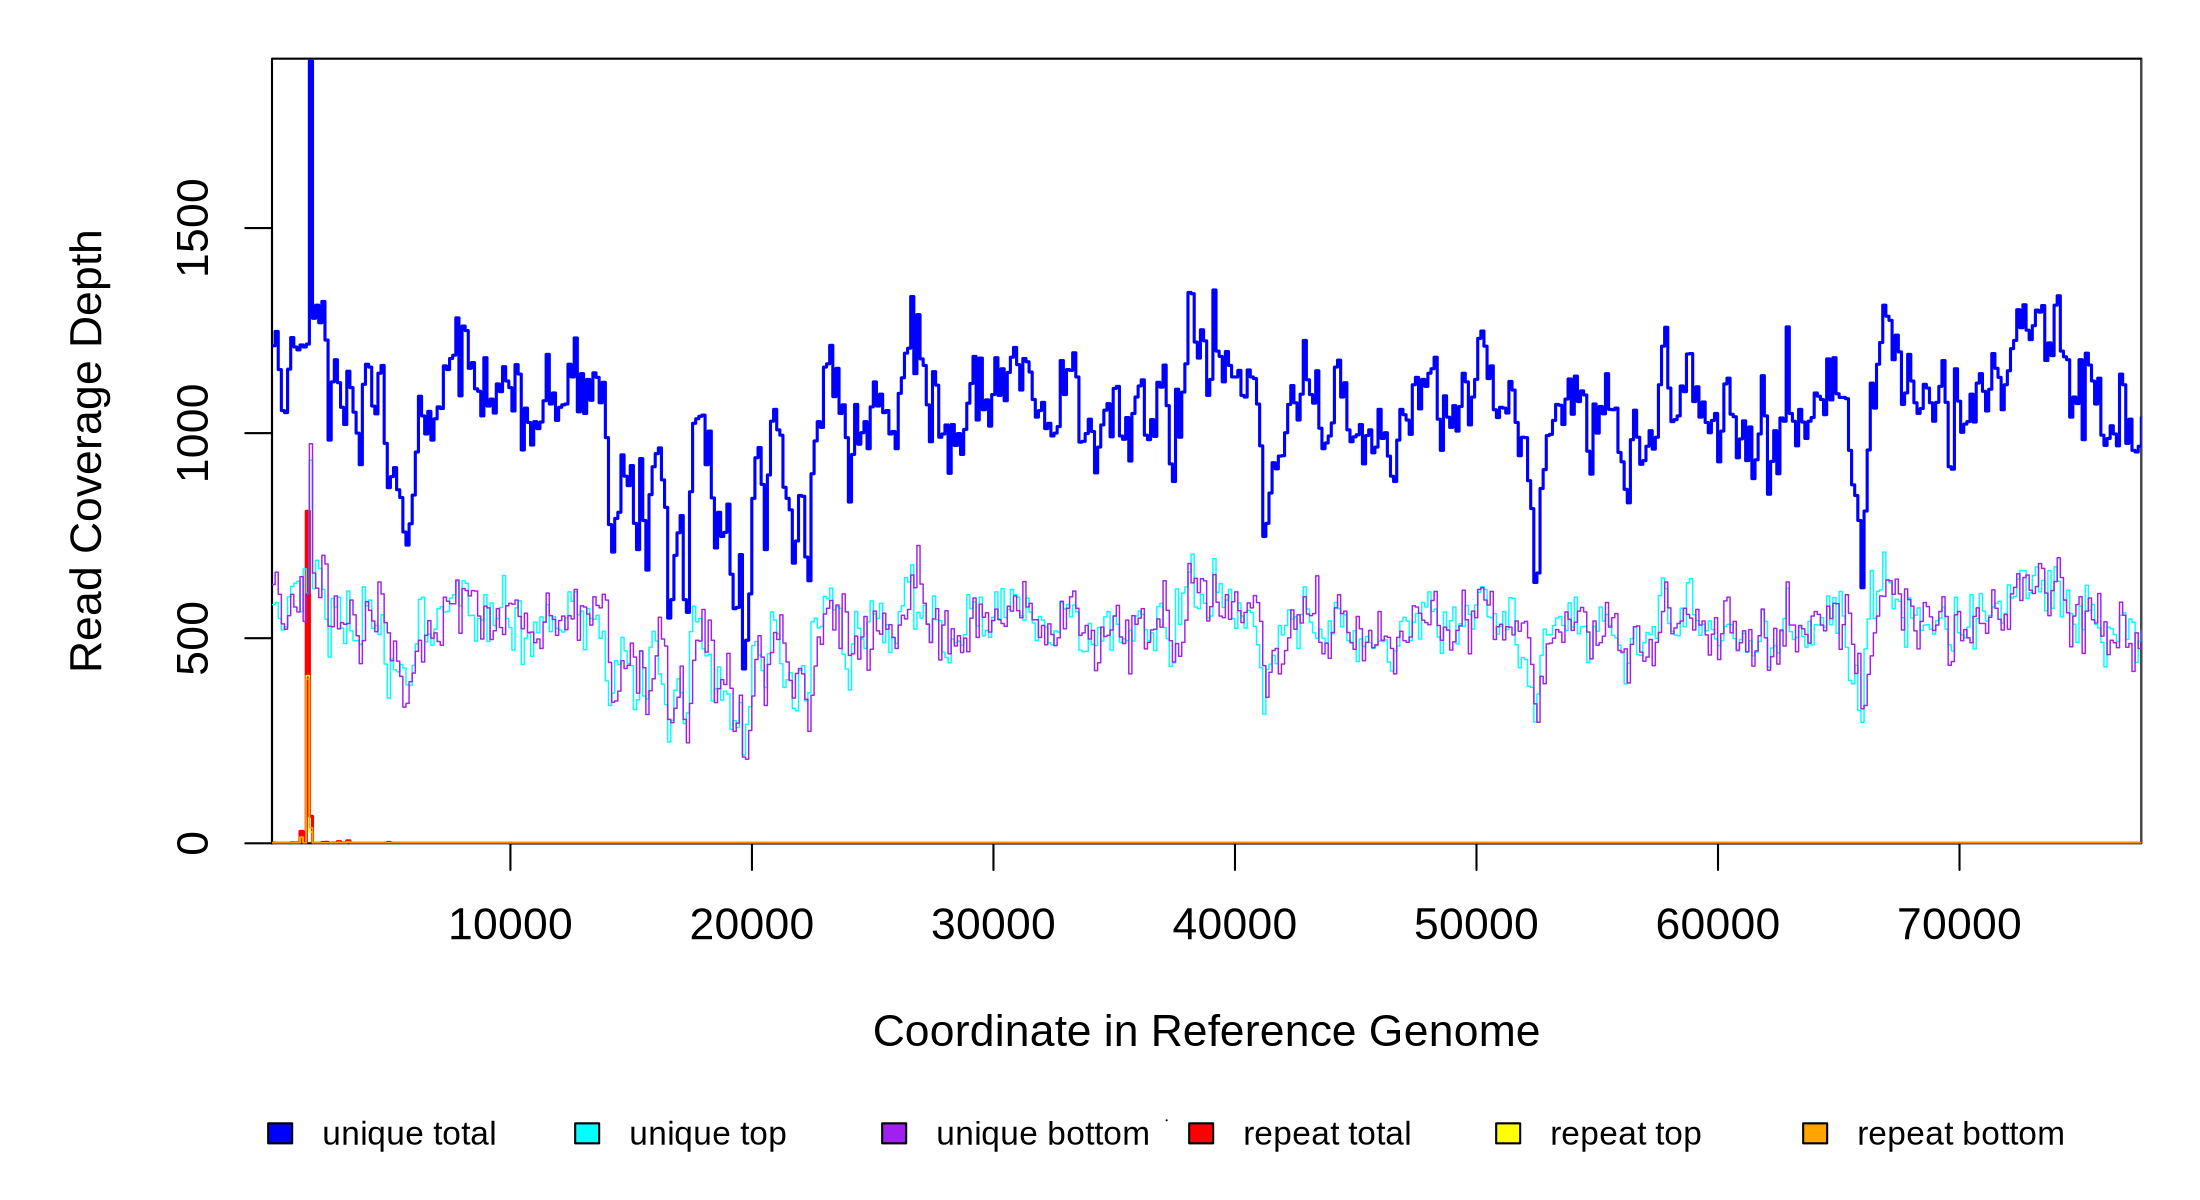 Read Coverage Depth
1500
1000
500
0
10000 20000 30000 40000 50000 60000 70000
Coordinate in Reference Genome
unique total unique top unique bottom repeat total repeat top repeat bottom